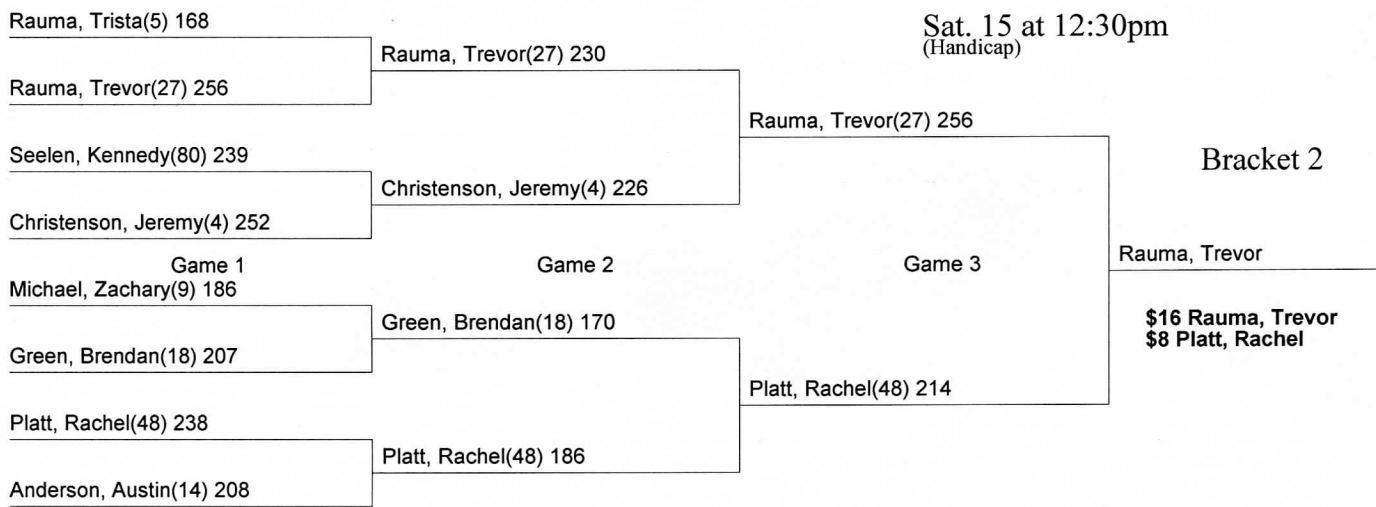 Sat. 15 at 12:30pm
(Handicap)
Bracket 2
Rauma, Trista(5) 168
Rauma, Trevor(27) 256
Seelen, Kennedy(80) 239
Christenson, Jeremy(4) 252
Game 1
Michael, Zachary(9) 186
Green, Brendan(18) 207
Platt, Rachel(48) 238
Anderson, Austin(14) 208
Rauma, Trevor(27) 230
Christenson, Jeremy(4) 226
Game 2
Green, Brendan(18) 170
Platt, Rachel(48) 186
Rauma, Trevor(27) 256
Game 3
Platt, Rachel(48) 214
Rauma, Trevor
$16 Rauma, Trevor
$8 Platt, Rachel